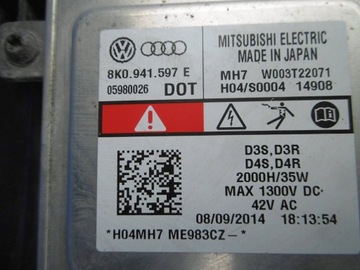 MITSUBISHI ELECTRIC
MADE IN JAPAN
8K0.941.597 E
MH7 W003T22071
05980026 DOT
H04/S0004 14908
D3S,D3R
D4S,D4R
2000H/35W
MAX 1300V DC
42V AC
08/09/2014 18:13:54
*H04MH7 ME983CZ-*